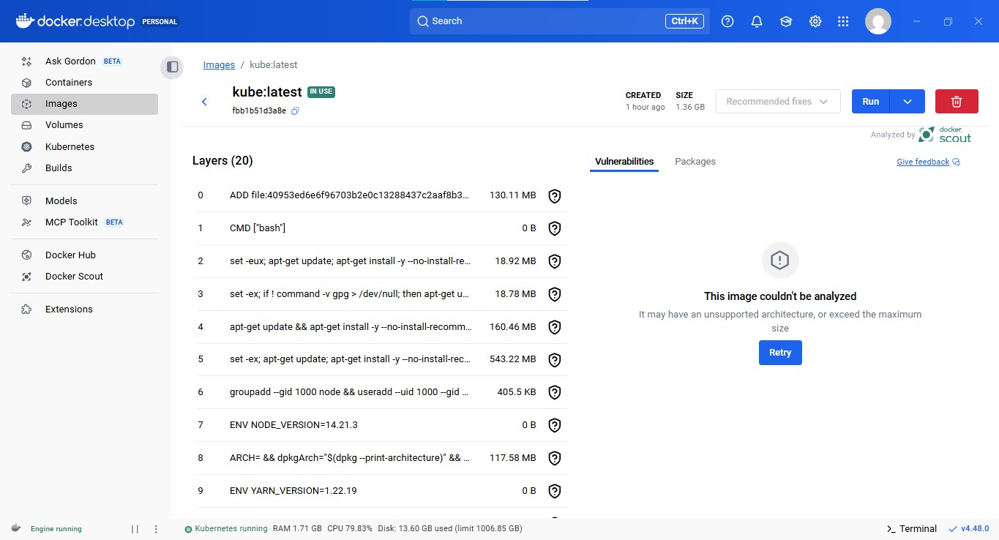 docker.desktop PERSONAL
Search
Ctrl+K
Ask Gordon BETA
Containers
Images
Volumes
Kubernetes
Builds
Models
MCP Toolkit BETA
Docker Hub
Docker Scout
Extensions
Images / kube:latest
kube:latest IN USE
fbb1b51d3a8e
CREATED
1 hour ago
SIZE
1.36 GB
Recommended fixes
Run
Analyzed by docker. scout
Layers (20)
0 ADD file:40953ed6e6f96703b2e0c13288437c2aaf8b3... 130.11 MB
1 CMD ["bash"] 0 B
2 set -eux; apt-get update; apt-get install -y --no-install-re... 18.92 MB
3 set -ex; if ! command -v gpg > /dev/null; then apt-get u... 18.78 MB
4 apt-get update && apt-get install -y --no-install-recomm... 160.46 MB
5 set -ex; apt-get update; apt-get install -y --no-install-rec... 543.22 MB
6 groupadd --gid 1000 node && useradd --uid 1000 --gid ... 405.5 KB
7 ENV NODE_VERSION=14.21.3 0 B
8 ARCH= && dpkgArch="$(dpkg --print-architecture)" && ... 117.58 MB
9 ENV YARN_VERSION=1.22.19 0 B
Vulnerabilities
Packages
Give feedback
This image couldn't be analyzed
It may have an unsupported architecture, or exceed the maximum
size
Retry
Engine running
Kubernetes running RAM 1.71 GB CPU 79.83% Disk: 13.60 GB used (limit 1006.85 GB)
>_ Terminal
v4.48.0